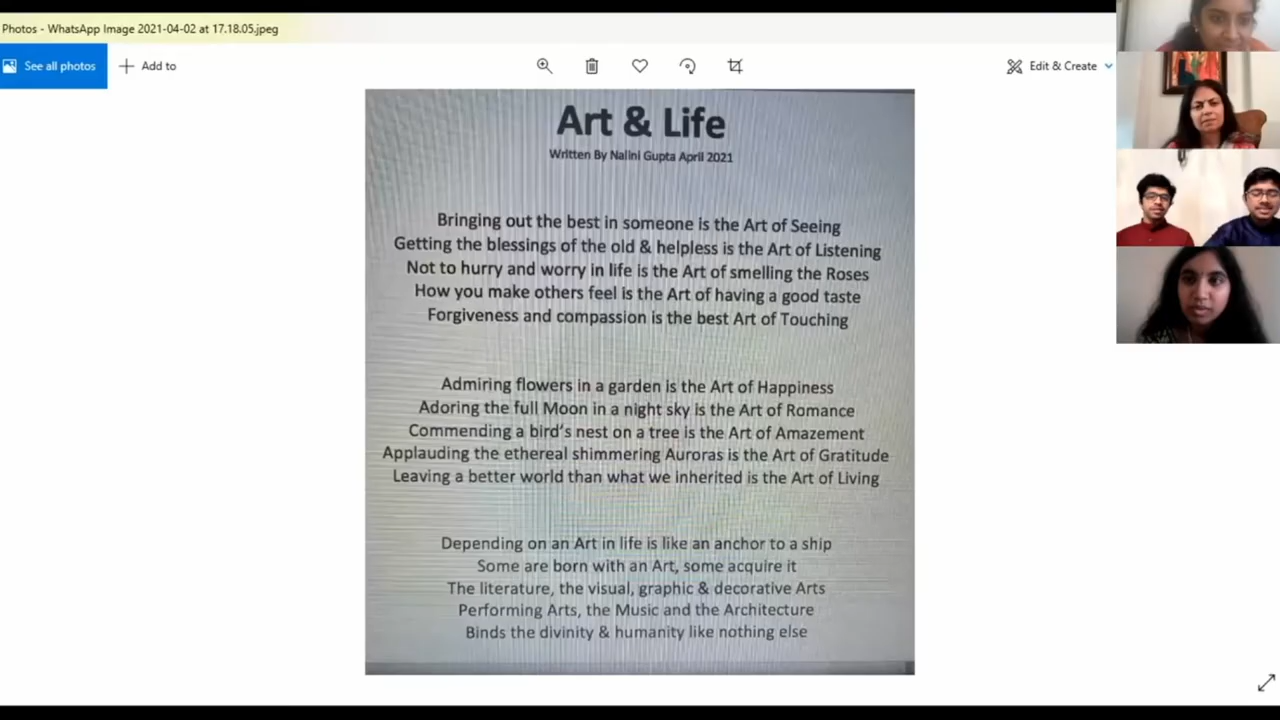 Photos - WhatsApp Image 2021-04-02 at 17.18.05.jpeg
See all photos
Add to
Edit & Create
Art & Life
Written By Nalini Gupta April 2021
Bringing out the best in someone is the Art of Seeing
Getting the blessings of the old & helpless is the Art of Listening
Not to hurry and worry in life is the Art of smelling the Roses
How you make others feel is the Art of having a good taste
Forgiveness and compassion is the best Art of Touching
Admiring flowers in a garden is the Art of Happiness
Adoring the full Moon in a night sky is the Art of Romance
Commending a bird's nest on a tree is the Art of Amazement
Applauding the ethereal shimmering Auroras is the Art of Gratitude
Leaving a better world than what we inherited is the Art of Living
Depending on an Art in life is like an anchor to a ship
Some are born with an Art, some acquire it
The literature, the visual, graphic & decorative Arts
Performing Arts, the Music and the Architecture
Binds the divinity & humanity like nothing else